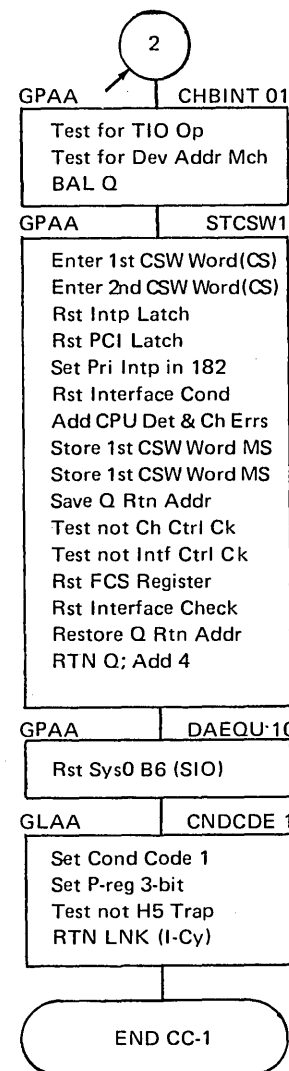 2
GPAA CHBINT 01
Test for TIO Op
Test for Dev Addr Mch
BAL Q
GPAA STCSW1
Enter 1st CSW Word(CS)
Enter 2nd CSW Word(CS)
Rst Intp Latch
Rst PCI Latch
Set Pri Intp in 182
Rst Interface Cond
Add CPU Det & Ch Errs
Store 1st CSW Word MS
Store 1st CSW Word MS
Save Q Rtn Addr
Test not Ch Ctrl Ck
Test not Intf Ctrl Ck
Rst FCS Register
Rst Interface Check
Restore Q Rtn Addr
RTN Q; Add 4
GPAA DAEQU 10
Rst Sys0 B6 (SIO)
GLAA CNDCDE 1
Set Cond Code 1
Set P-reg 3-bit
Test not H5 Trap
RTN LNK (I-Cy)
END CC-1